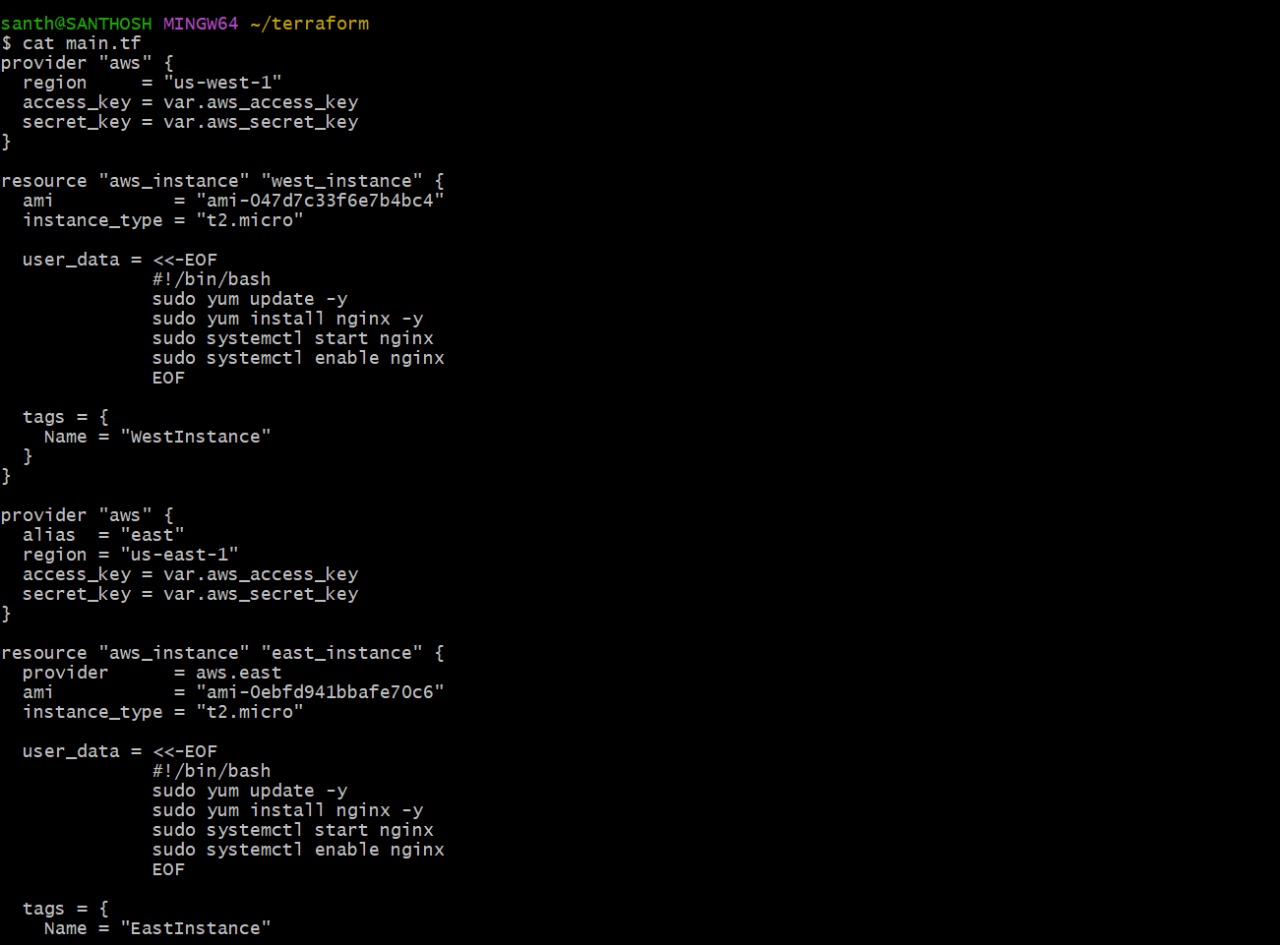 santh@SANTHOSH MINGW64 ~/terraform
$ cat main.tf
provider "aws" {
  region     = "us-west-1"
  access_key = var.aws_access_key
  secret_key = var.aws_secret_key
}

resource "aws_instance" "west_instance" {
  ami           = "ami-047d7c33f6e7b4bc4"
  instance_type = "t2.micro"

  user_data = <<-EOF
              #!/bin/bash
              sudo yum update -y
              sudo yum install nginx -y
              sudo systemctl start nginx
              sudo systemctl enable nginx
              EOF

  tags = {
    Name = "WestInstance"
  }
}

provider "aws" {
  alias  = "east"
  region = "us-east-1"
  access_key = var.aws_access_key
  secret_key = var.aws_secret_key
}

resource "aws_instance" "east_instance" {
  provider      = aws.east
  ami           = "ami-0ebfd941bbafe70c6"
  instance_type = "t2.micro"

  user_data = <<-EOF
              #!/bin/bash
              sudo yum update -y
              sudo yum install nginx -y
              sudo systemctl start nginx
              sudo systemctl enable nginx
              EOF

  tags = {
    Name = "EastInstance"